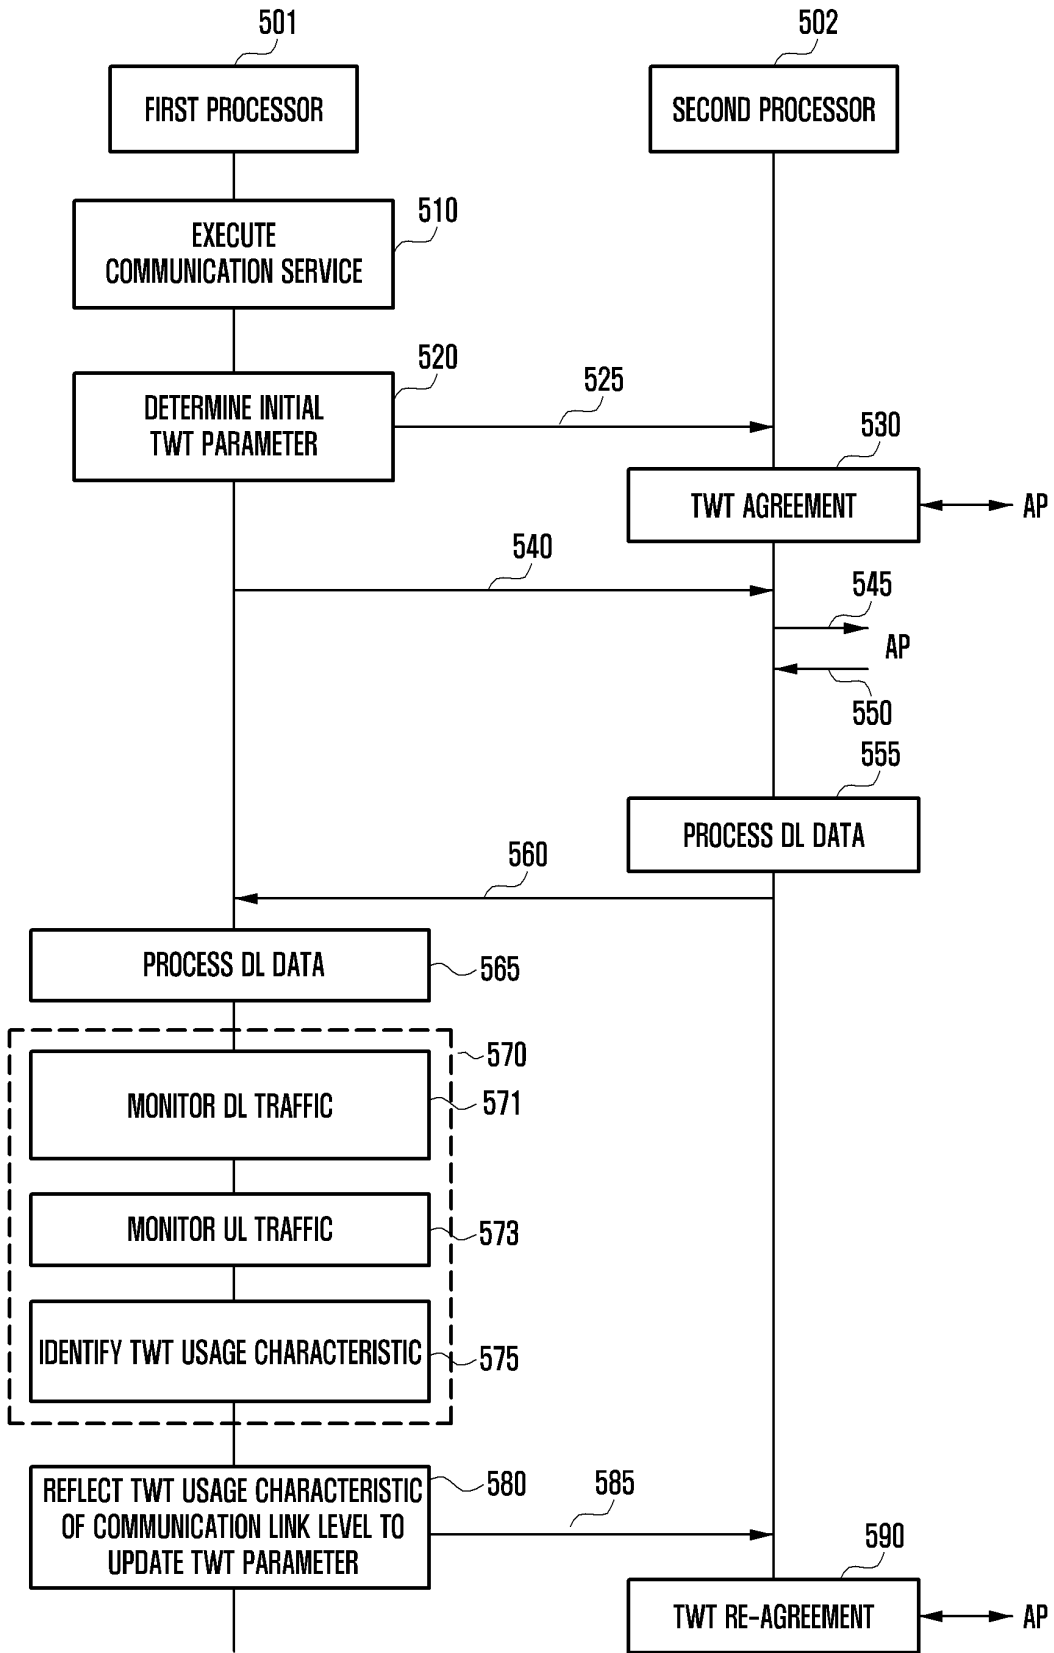 501
502
FIRST PROCESSOR
SECOND PROCESSOR
510
EXECUTE
COMMUNICATION SERVICE
520
DETERMINE INITIAL
TWT PARAMETER
525
530
TWT AGREEMENT
AP
540
545
AP
550
555
PROCESS DL DATA
560
PROCESS DL DATA
565
570
MONITOR DL TRAFFIC
571
MONITOR UL TRAFFIC
573
IDENTIFY TWT USAGE CHARACTERISTIC
575
REFLECT TWT USAGE CHARACTERISTIC
OF COMMUNICATION LINK LEVEL TO
UPDATE TWT PARAMETER
580
585
590
TWT RE-AGREEMENT
AP